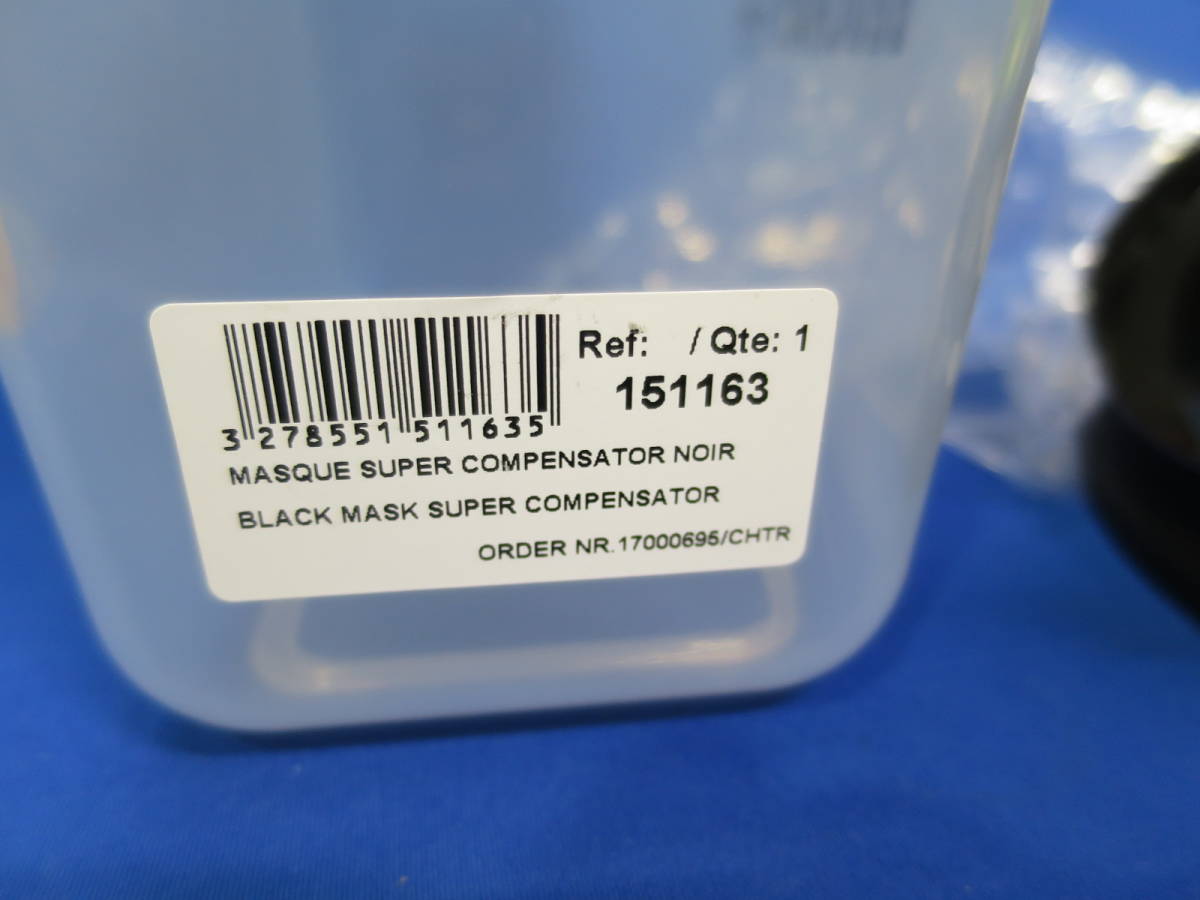 Ref: / Qte: 1
151163
3 278551 511635
MASQUE SUPER COMPENSATOR NOIR
BLACK MASK SUPER COMPENSATOR
ORDER NR.17000695/CHTR